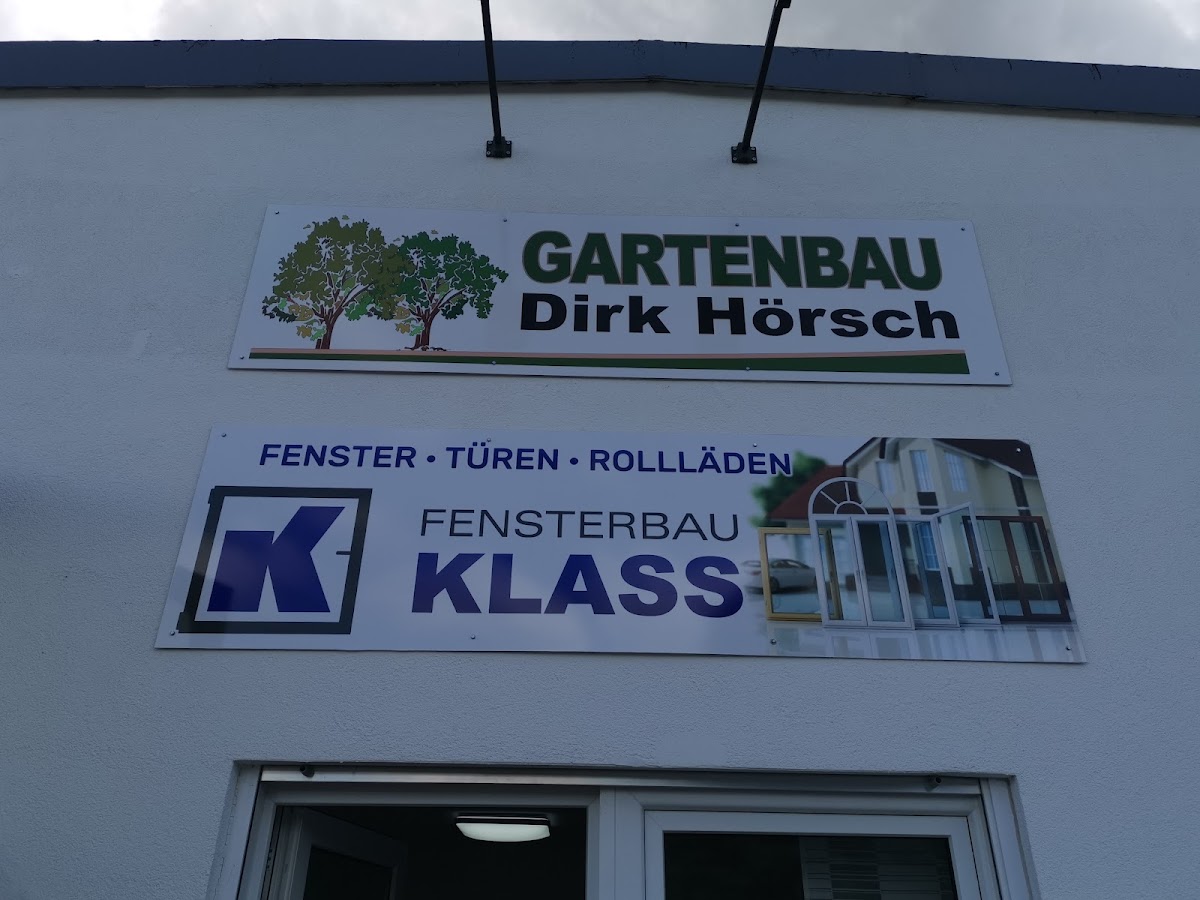 GARTENBAU
Dirk Hörsch
FENSTER • TÜREN • ROLLLÄDEN
K
FENSTERBAU
KLASS